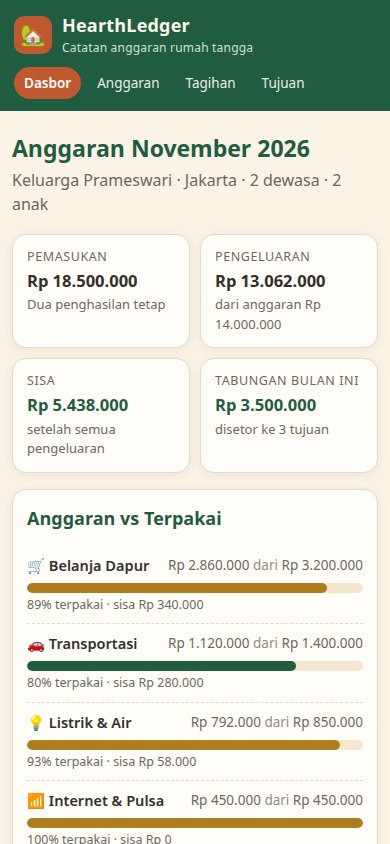 HearthLedger
Catatan anggaran rumah tangga
Dasbor
Anggaran
Tagihan
Tujuan
Anggaran November 2026
Keluarga Prameswari · Jakarta · 2 dewasa · 2
anak
PEMASUKAN
Rp 18.500.000
Dua penghasilan tetap
PENGELUARAN
Rp 13.062.000
dari anggaran Rp
14.000.000
SISA
Rp 5.438.000
setelah semua
pengeluaran
TABUNGAN BULAN INI
Rp 3.500.000
disetor ke 3 tujuan
Anggaran vs Terpakai
🛒 Belanja Dapur Rp 2.860.000 dari Rp 3.200.000
89% terpakai · sisa Rp 340.000
🚗 Transportasi Rp 1.120.000 dari Rp 1.400.000
80% terpakai · sisa Rp 280.000
💡 Listrik & Air Rp 792.000 dari Rp 850.000
93% terpakai · sisa Rp 58.000
📶 Internet & Pulsa Rp 450.000 dari Rp 450.000
100% terpakai · sisa Rp 0